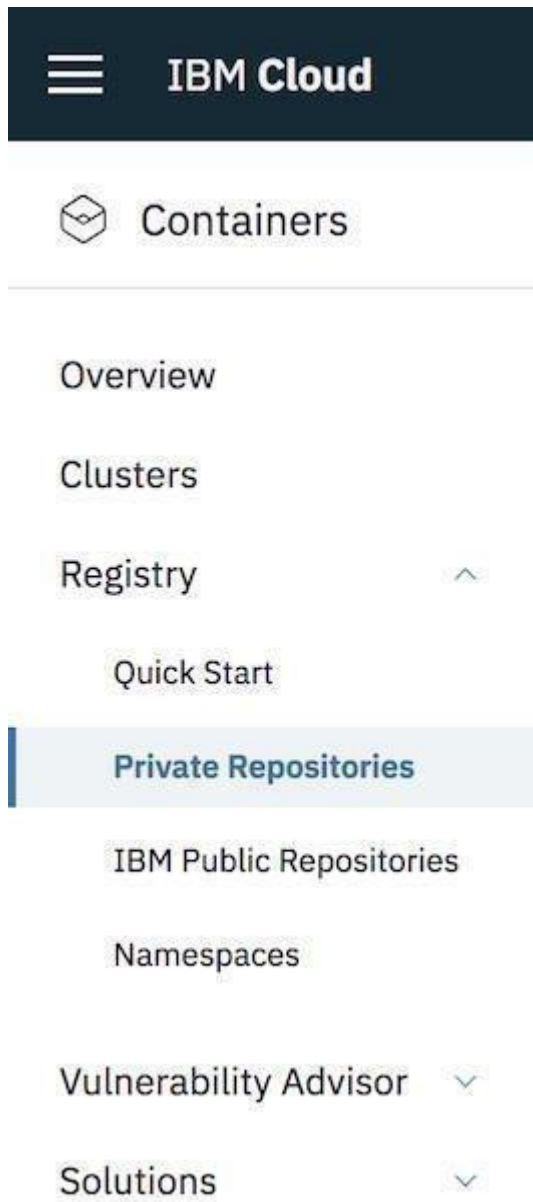 IBM Cloud
Containers
Overview
Clusters
Registry
Quick Start
Private Repositories
IBM Public Repositories
Namespaces
Vulnerability Advisor
Solutions